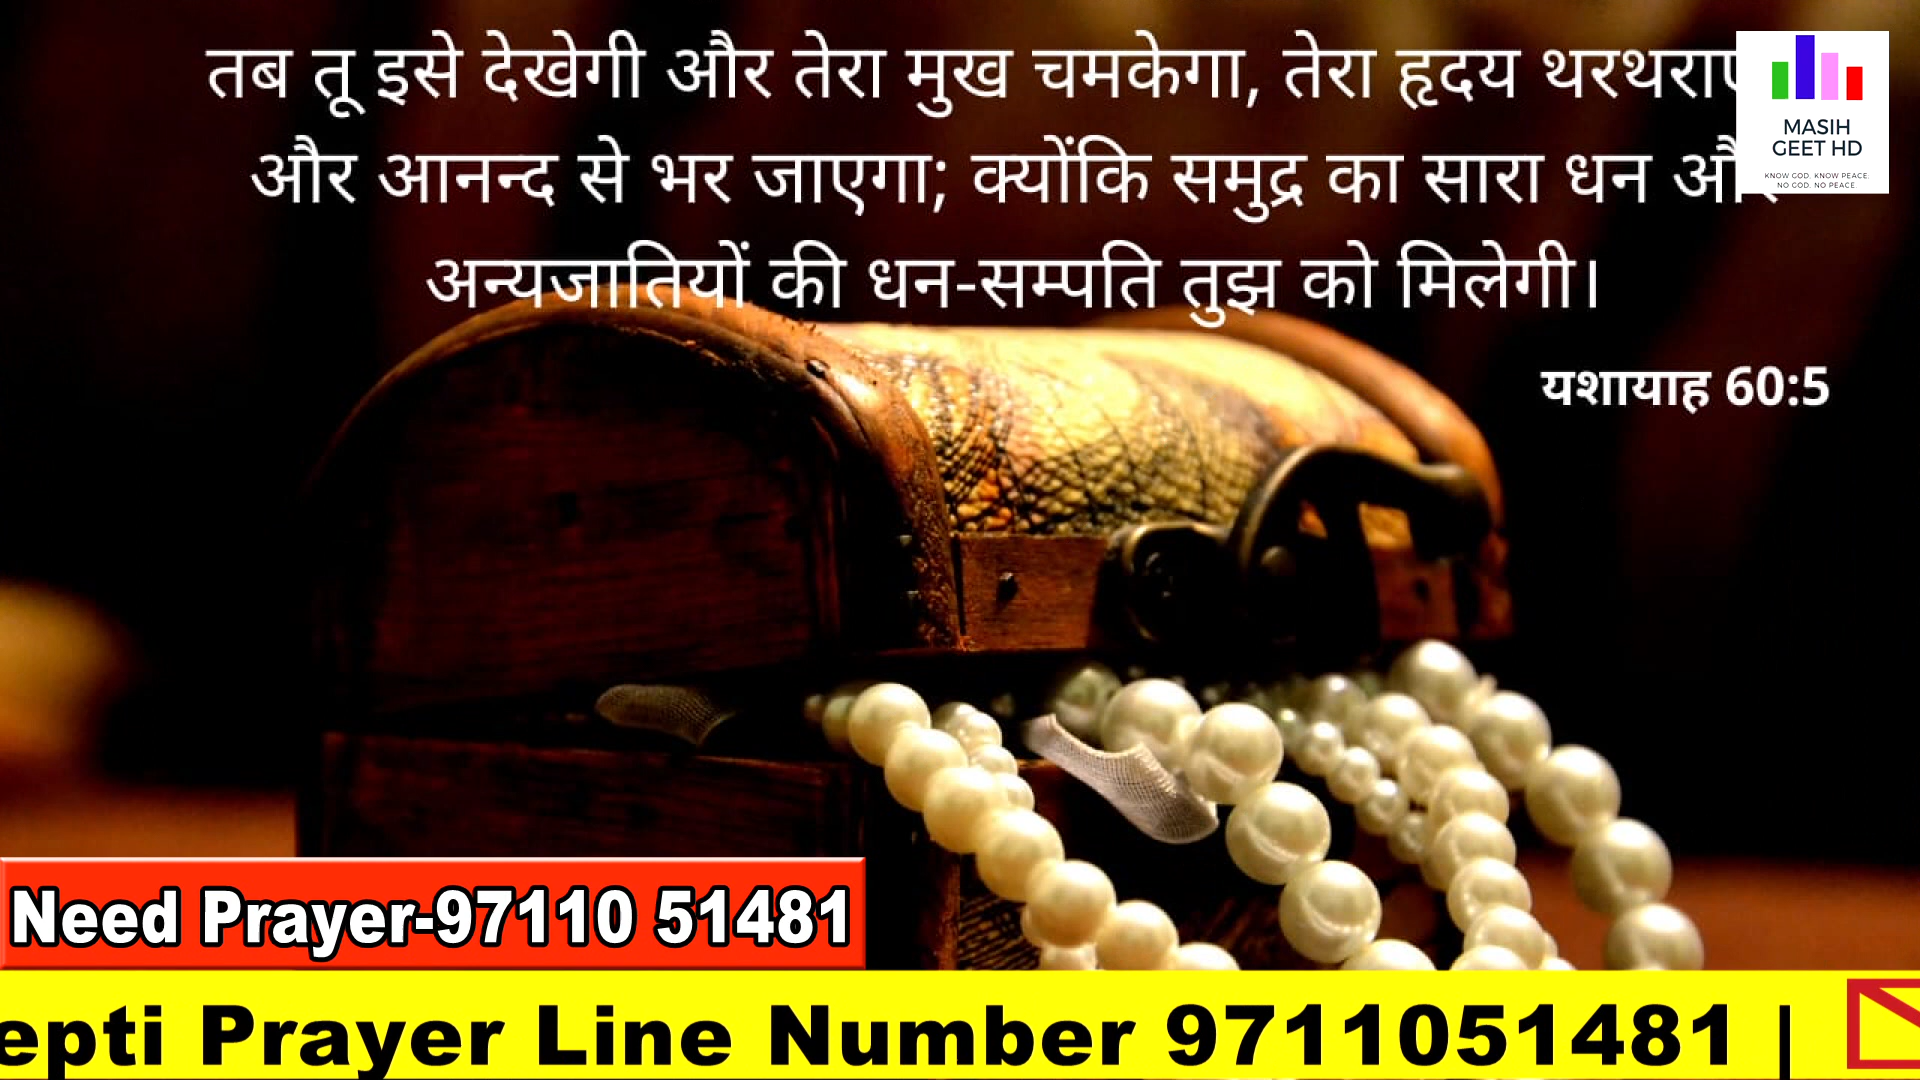 तब तू इसे देखेगी और तेरा मुख चमकेगा, तेरा हृदय
और आनन्द से भर जाएगा; क्योंकि समुद्र का सारा धन
अन्यजातियों की धन-सम्पति तुझ को मिलेगी।
यशायाह 60:5
MASIH
GEET HD
KNOW GOD. KNOW PEACE.
NO GOD. NO PEACE.
Need Prayer-97110 51481
epti Prayer Line Number 9711051481 |